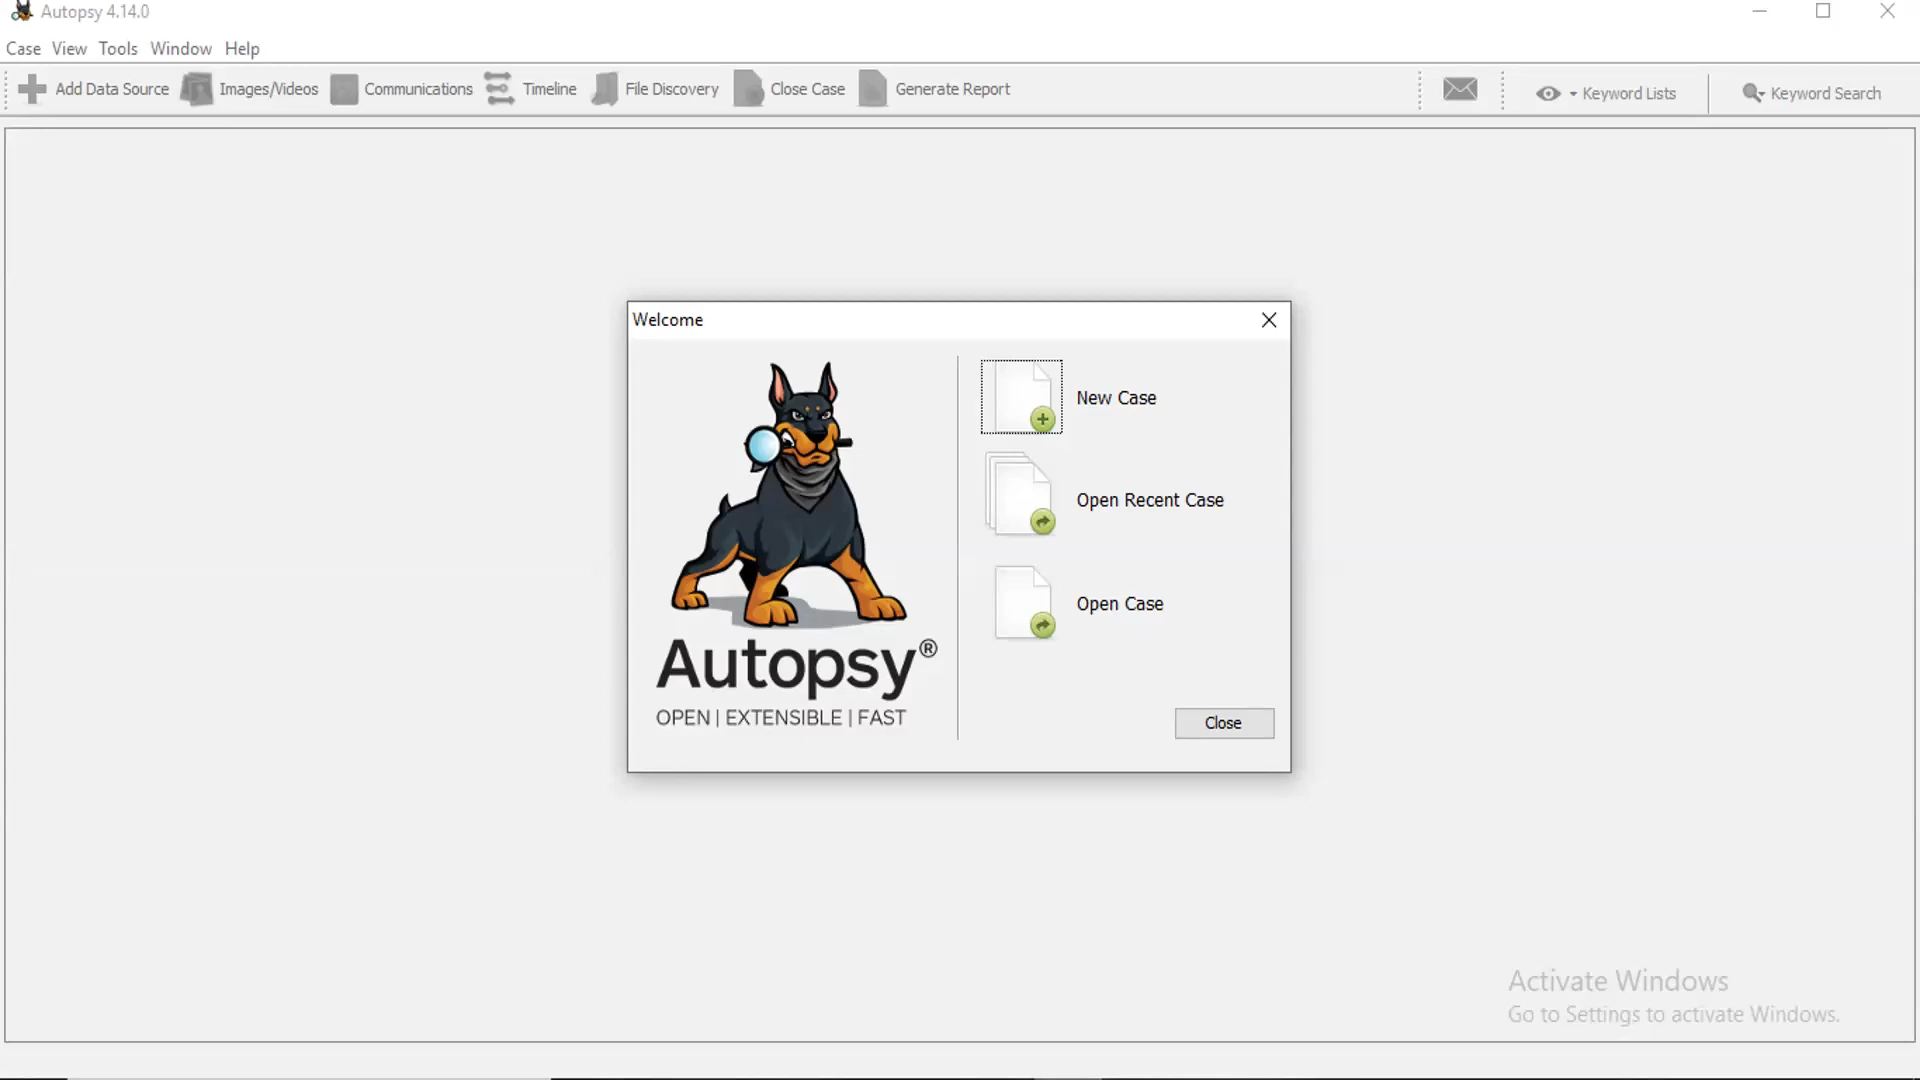 Autopsy 4.14.0
Case View Tools Window Help
Add Data Source Images/Videos Communications Timeline File Discovery Close Case Generate Report Keyword Lists Keyword Search
Welcome
New Case
Open Recent Case
Open Case
Autopsy®
OPEN | EXTENSIBLE | FAST
Close
Activate Windows
Go to Settings to activate Windows.